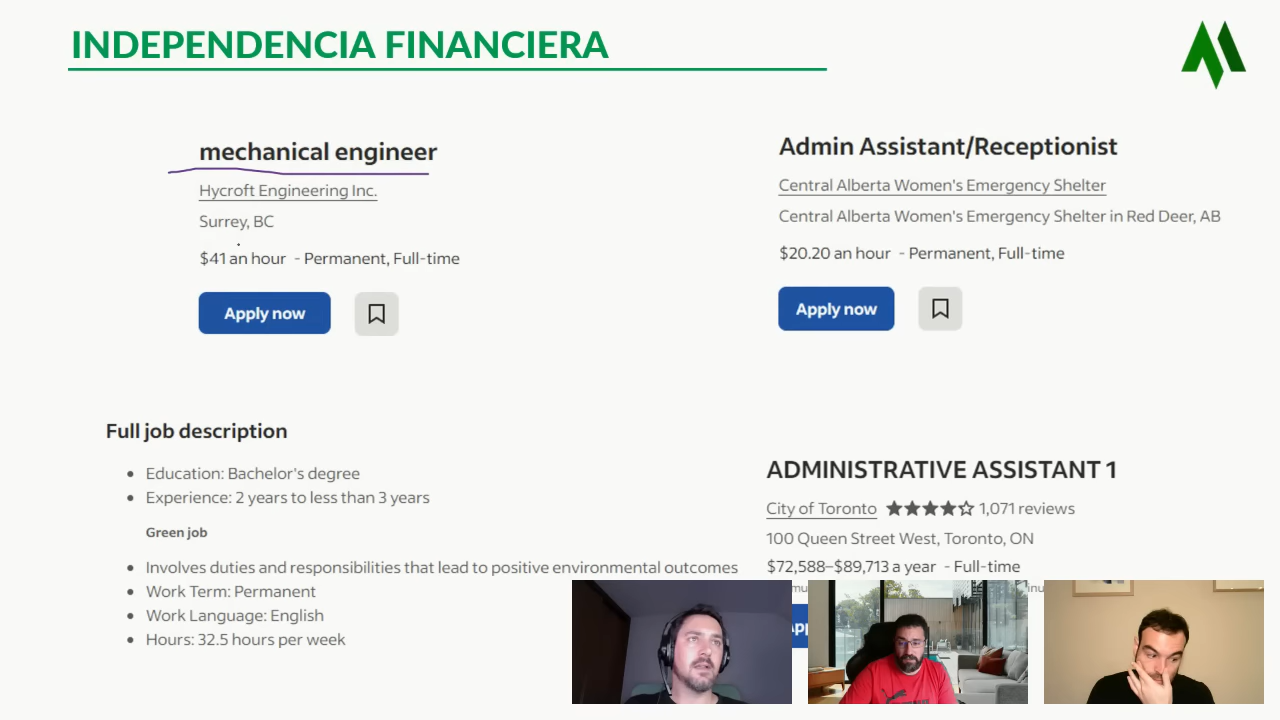 INDEPENDENCIA FINANCIERA
mechanical engineer
Hycroft Engineering Inc.
Surrey, BC
$41 an hour - Permanent, Full-time
Apply now
Admin Assistant/Receptionist
Central Alberta Women's Emergency Shelter
Central Alberta Women's Emergency Shelter in Red Deer, AB
$20.20 an hour - Permanent, Full-time
Apply now
Full job description
Education: Bachelor's degree
Experience: 2 years to less than 3 years
Green job
Involves duties and responsibilities that lead to positive environmental outcomes
Work Term: Permanent
Work Language: English
Hours: 32.5 hours per week
ADMINISTRATIVE ASSISTANT 1
City of Toronto ★★★★☆ 1,071 reviews
100 Queen Street West, Toronto, ON
$72,588–$89,713 a year - Full-time